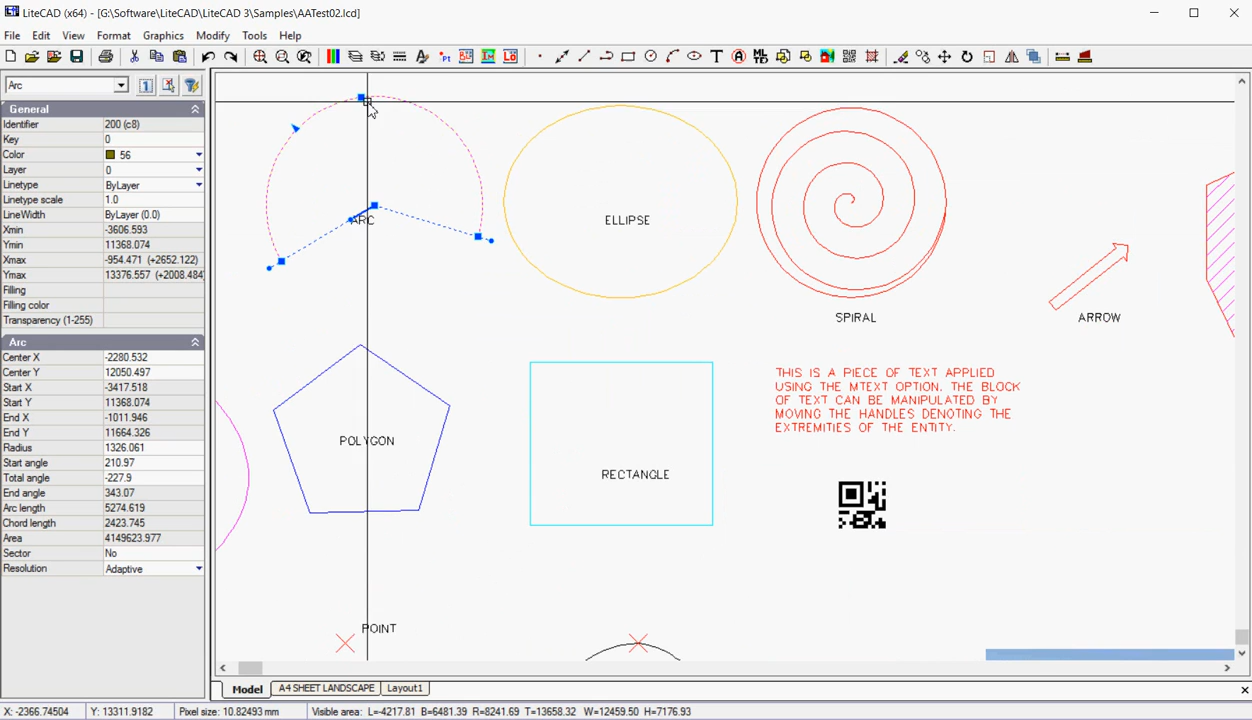 LiteCAD (x64) - [G:\Software\LiteCAD\LiteCAD 3\Samples\AATest02.lcd]
File Edit View Format Graphics Modify Tools Help
Arc
General
Identifier 200 (c8)
Key 0
Color 56
Layer 0
Linetype ByLayer
Linetype scale 1.0
LineWidth ByLayer (0.0)
Xmin -3606.593
Ymin 11368.074
Xmax -954.471 (+2652.122)
Ymax 13376.557 (+2008.484)
Filling
Filling color
Transparency (1-255)
Arc
Center X -2280.532
Center Y 12050.497
Start X -3417.518
Start Y 11368.074
End X -1011.946
End Y 11664.326
Radius 1326.061
Start angle 210.97
Total angle -227.9
End angle 343.07
Arc length 5274.619
Chord length 2423.745
Area 4149623.977
Sector No
Resolution Adaptive
ARC
ELLIPSE
SPIRAL
ARROW
POLYGON
RECTANGLE
THIS IS A PIECE OF TEXT APPLIED
USING THE MTEXT OPTION. THE BLOCK
OF TEXT CAN BE MANIPULATED BY
MOVING THE HANDLES DENOTING THE
EXTREMITIES OF THE ENTITY.
POINT
Model A4 SHEET LANDSCAPE Layout1
X: -2366.74504 Y: 13311.9182 Pixel size: 10.82493 mm Visible area: L=-4217.81 B=6481.39 R=8241.69 T=13658.32 W=12459.50 H=7176.93